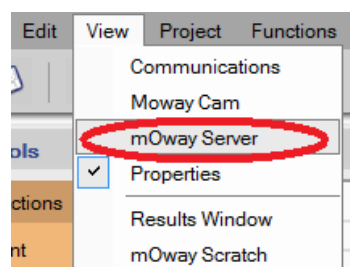 Edit View Project Functions
Communications
Moway Cam
ols mOway Server
Properties
ctions
Results Window
nt mOway Scratch